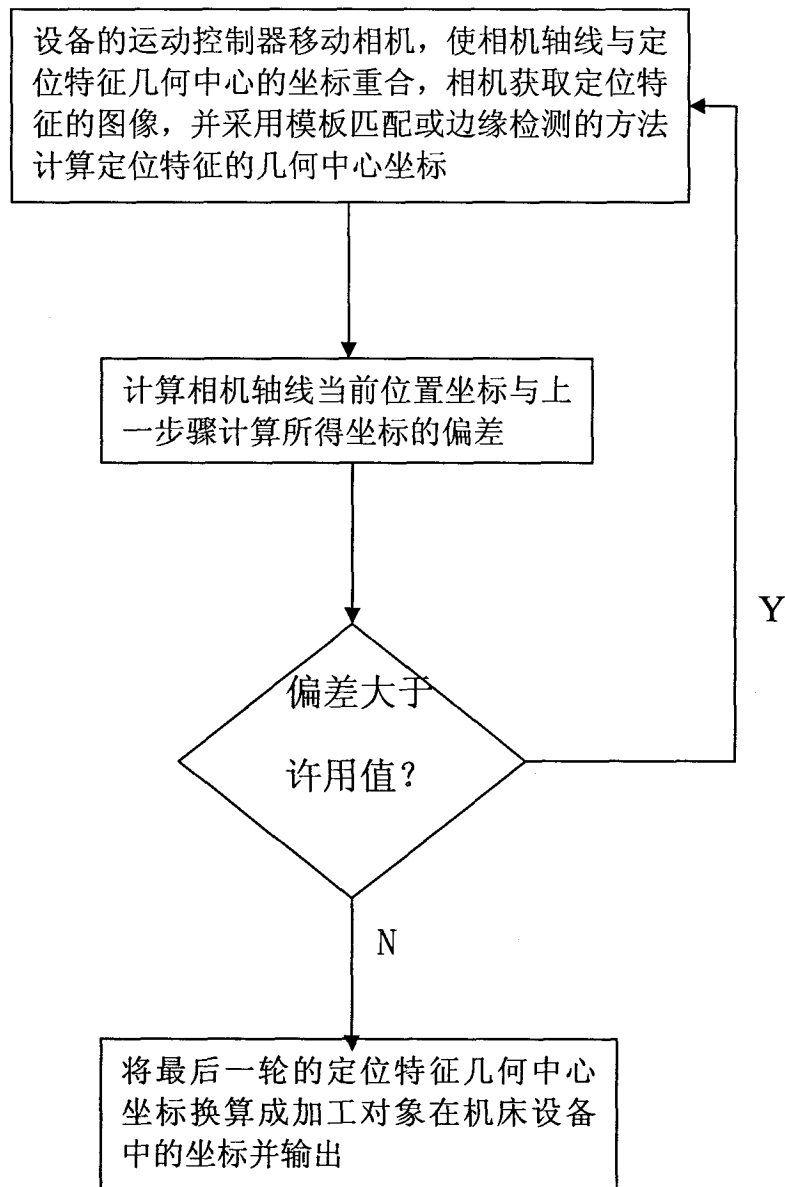 设备的运动控制器移动相机，使相机轴线与定
位特征几何中心的坐标重合，相机获取定位特
征的图像，并采用模板匹配或边缘检测的方法
计算定位特征的几何中心坐标
计算相机轴线当前位置坐标与上
一步骤计算所得坐标的偏差
偏差大于
许用值？
Y
N
将最后一轮的定位特征几何中心
坐标换算成加工对象在机床设备
中的坐标并输出